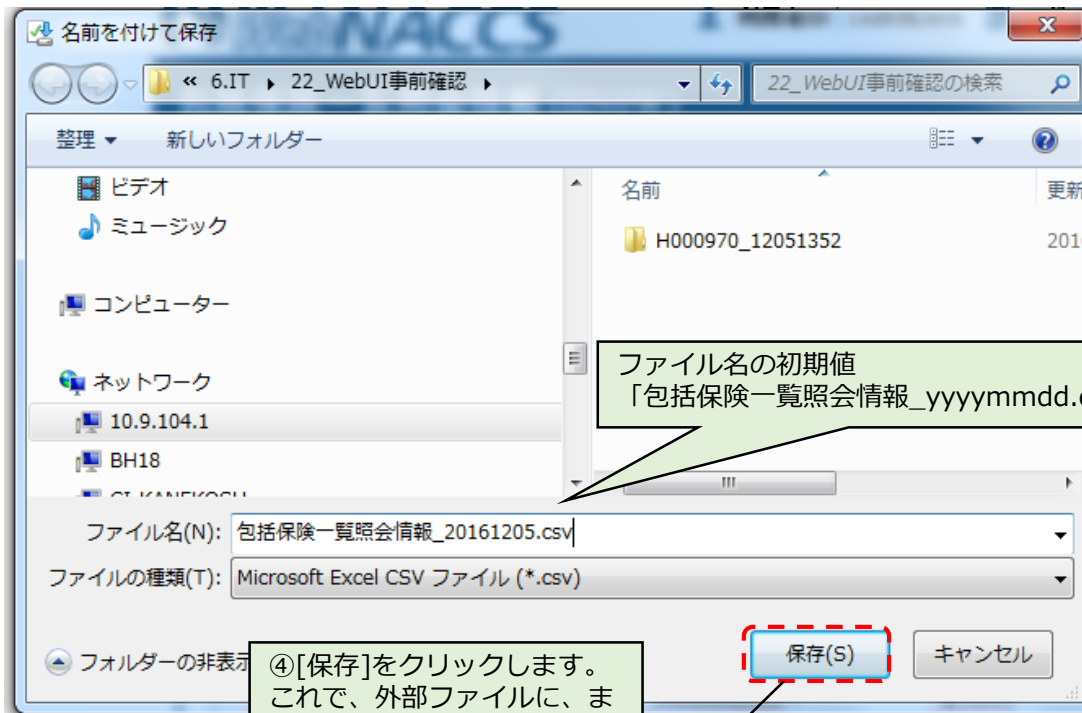 名前を付けて保存
NACCS
« 6.IT ▸ 22_WebUI事前確認 ▸
22_WebUI事前確認の検索
整理 ▼ 新しいフォルダー
ビデオ
ミュージック
コンピューター
ネットワーク
10.9.104.1
BH18
名前
更新
H000970_12051352
201
ファイル名の初期値
「包括保険一覧照会情報_yyyymmdd.
ファイル名(N): 包括保険一覧照会情報_20161205.csv
ファイルの種類(T): Microsoft Excel CSV ファイル (*.csv)
フォルダーの非表示
保存(S)
キャンセル
④[保存]をクリックします。
これで、外部ファイルに、ま